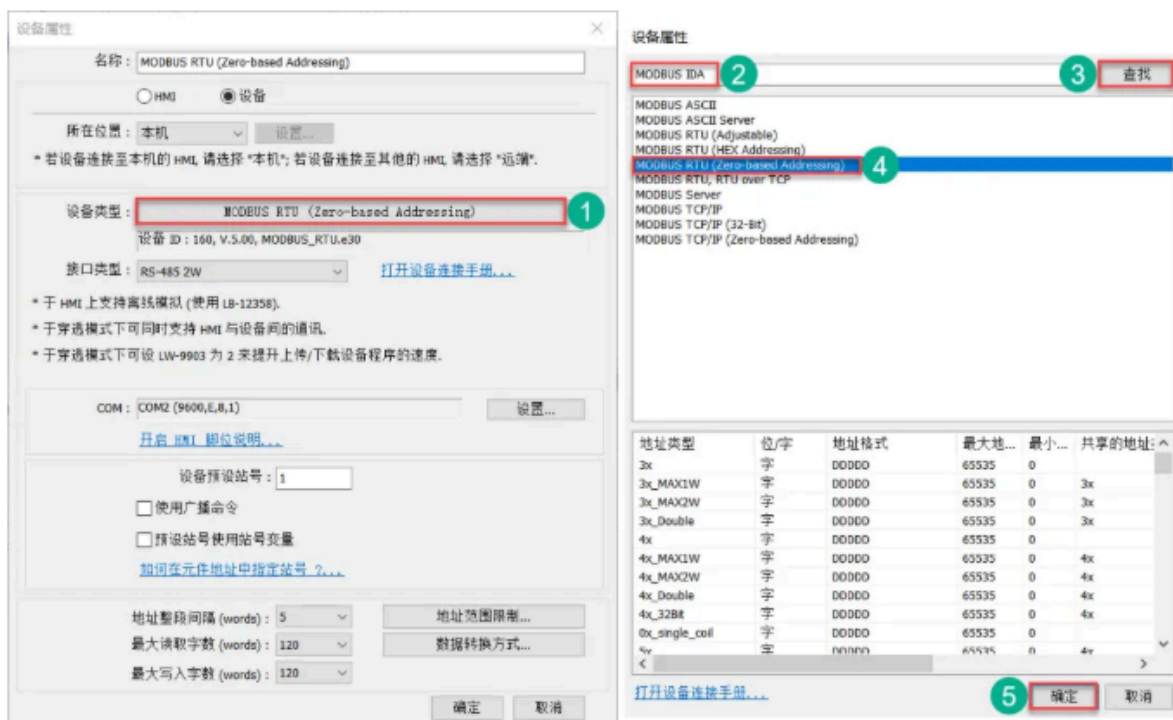 设备属性
名称： MODBUS RTU (Zero-based Addressing)
HMI 设备
所在位置： 本机 设置...
* 若设备连接至本机的 HMI, 请选择 "本机"; 若设备连接至其他的 HMI, 请选择 "远端".
设备类型： MODBUS RTU (Zero-based Addressing) 1
设备 ID : 160, V.5.00, MODBUS_RTU.e30
接口类型： RS-485 2W 打开设备连接手册...
* 于 HMI 上支持离线模拟 (使用 LB-12358).
* 于穿透模式下可同时支持 HMI 与设备间的通讯.
* 于穿透模式下可设 LW-9903 为 2 来提升上传/下载设备程序的速度.
COM : COM2 (9600,E,8,1) 设置...
开启 HMI 脚位说明...
设备预设站号： 1
使用广播命令
预设站号使用站号变量
如何在元件地址中指定站号 ?...
地址整段间隔 (words) : 5 地址范围限制...
最大读取字数 (words) : 120 数据转换方式...
最大写入字数 (words) : 120
确定 取消
设备属性
MODBUS IDA 2 3 查找
MODBUS ASCII
MODBUS ASCII Server
MODBUS RTU (Adjustable)
MODBUS RTU (HEX Addressing)
MODBUS RTU (Zero-based Addressing) 4
MODBUS RTU, RTU over TCP
MODBUS Server
MODBUS TCP/IP
MODBUS TCP/IP (32-Bit)
MODBUS TCP/IP (Zero-based Addressing)
地址类型 位/字 地址格式 最大地... 最小... 共享的地址
3x 字 DDDDD 65535 0
3x_MAX1W 字 DDDDD 65535 0 3x
3x_MAX2W 字 DDDDD 65535 0 3x
3x_Double 字 DDDDD 65535 0 3x
4x 字 DDDDD 65535 0
4x_MAX1W 字 DDDDD 65535 0 4x
4x_MAX2W 字 DDDDD 65535 0 4x
4x_Double 字 DDDDD 65535 0 4x
4x_32Bit 字 DDDDD 65535 0 4x
0x_single_coil 字 DDDDD 65535 0
5x 字 DDDDD 65535 0 4x
打开设备连接手册... 5 确定 取消